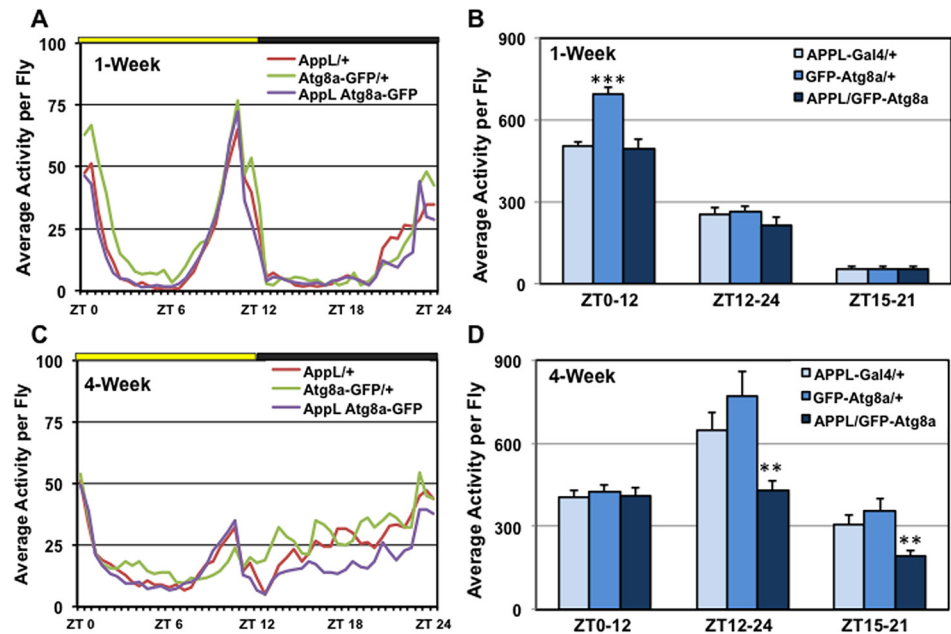 A
Average Activity per Fly
100
75
50
25
0
1-Week
AppL/+
Atg8a-GFP/+
AppL Atg8a-GFP
ZT 0
ZT 6
ZT 12
ZT 18
ZT 24
B
Average Activity per Fly
900
600
300
0
1-Week
APPL-Gal4/+
GFP-Atg8a/+
APPL/GFP-Atg8a
***
ZT0-12
ZT12-24
ZT15-21
C
Average Activity per Fly
100
75
50
25
0
4-Week
AppL/+
Atg8a-GFP/+
AppL Atg8a-GFP
ZT 0
ZT 6
ZT 12
ZT 18
ZT 24
D
Average Activity per Fly
900
600
300
0
4-Week
APPL-Gal4/+
GFP-Atg8a/+
APPL/GFP-Atg8a
**
**
ZT0-12
ZT12-24
ZT15-21